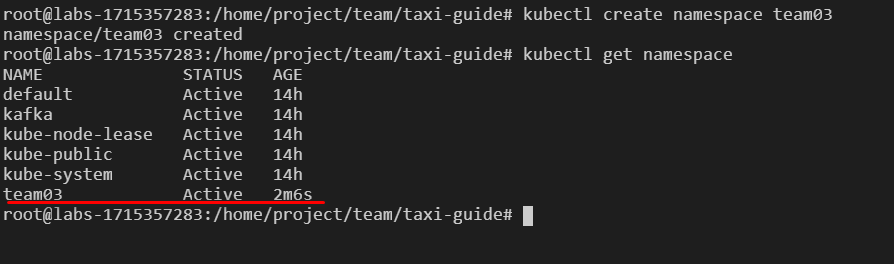 root@labs-1715357283:/home/project/team/taxi-guide# kubectl create namespace team03
namespace/team03 created
root@labs-1715357283:/home/project/team/taxi-guide# kubectl get namespace
NAME              STATUS   AGE
default           Active   14h
kafka             Active   14h
kube-node-lease   Active   14h
kube-public       Active   14h
kube-system       Active   14h
team03            Active   2m6s
root@labs-1715357283:/home/project/team/taxi-guide#